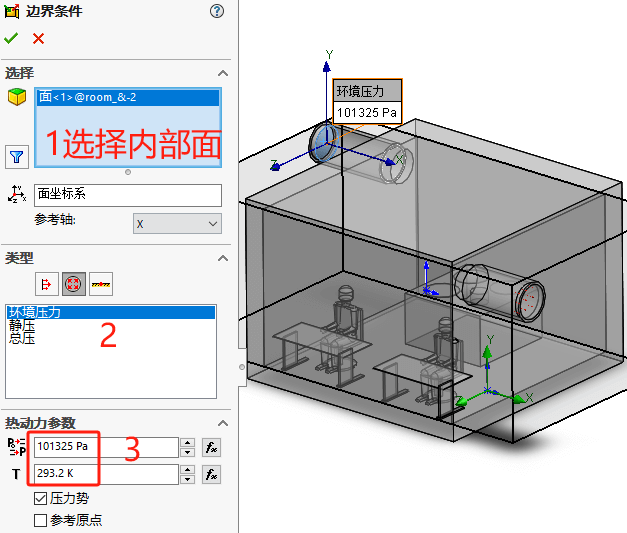 边界条件
选择
面<1>@room_&-2
1选择内部面
面坐标系
参考轴:
X
类型
环境压力
静压
总压
2
热动力参数
101325 Pa
3
T
293.2 K
压力势
参考原点
Y
环境压力
101325 Pa
Z
X
Y
Z
X